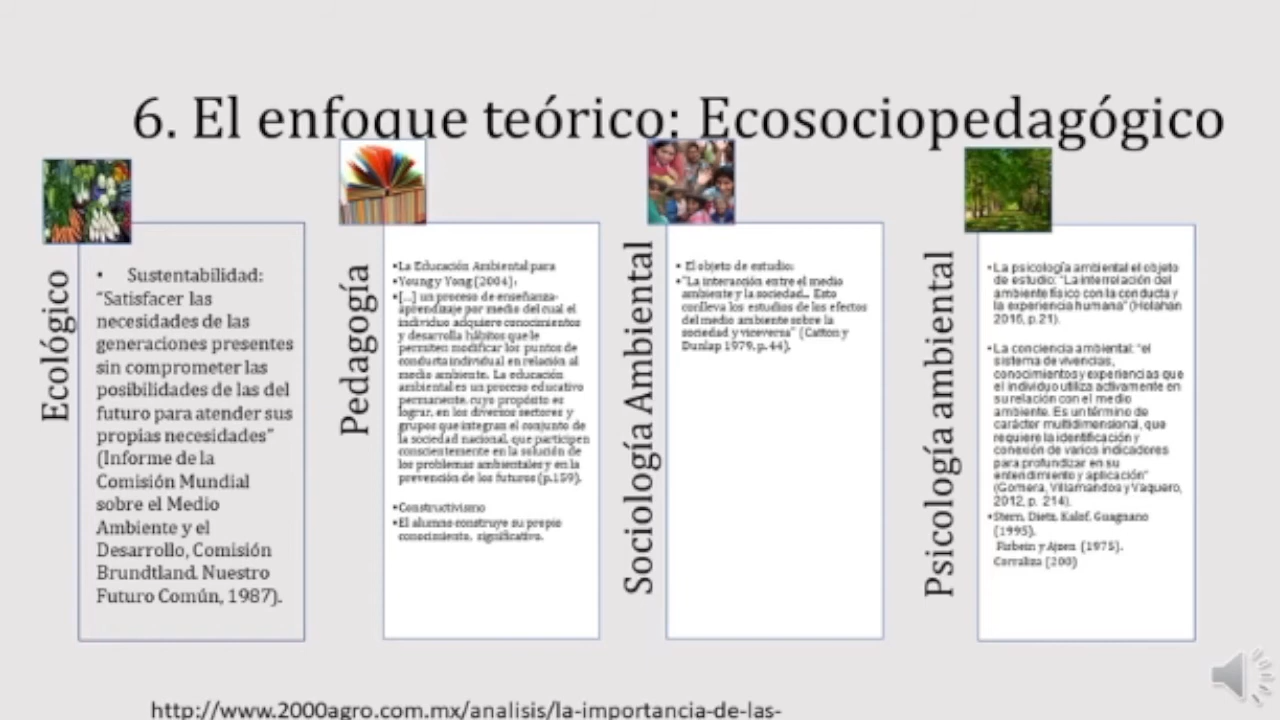 6. El enfoque teórico: Ecosociopedagógico
Ecológico
• Sustentabilidad:
“Satisfacer las
necesidades de las
generaciones presentes
sin comprometer las
posibilidades de las del
futuro para atender sus
propias necesidades”
(Informe de la
Comisión Mundial
sobre el Medio
Ambiente y el
Desarrollo, Comisión
Brundtland. Nuestro
Futuro Común, 1987).
Pedagogía
•La Educación Ambiental para
•Young y Yong (2004):
•[...] un proceso de enseñanza-
aprendizaje por medio del cual el
individuo adquiere conocimientos
y desarrolla hábitos que le
permiten modificar los puntos de
conducta individual en relación al
medio ambiente. La educación
ambiental es un proceso educativo
permanente, cuyo propósito es
lograr, en los diversos sectores y
grupos que integran el conjunto de
la sociedad nacional, que participen
conscientemente en la solución de
los problemas ambientales y en la
prevención de los futuros (p.159).
•Constructivismo
•El alumno construye su propio
conocimiento, significativo.
Sociología Ambiental
• El objeto de estudio:
•“La interacción entre el medio
ambiente y la sociedad... Esto
conlleva los estudios de los efectos
del medio ambiente sobre la
sociedad y viceversa” (Catton y
Dunlap 1979, p. 44).
Psicología ambiental
•La psicología ambiental el objeto
de estudio: “La interrelación del
ambiente físico con la conducta y
la experiencia humana” (Holahan
2016, p.21).
•La conciencia ambiental: “el
sistema de vivencias,
conocimientos y experiencias que
el individuo utiliza activamente en
su relación con el medio
ambiente. Es un término de
carácter multidimensional, que
requiere la identificación y
conexión de varios indicadores
para profundizar en su
entendimiento y aplicación”
(Gomera, Villamandos y Vaquero,
2012, p. 214).
•Stern, Dietz, Kalof, Guagnano
(1995).
Fisbein y Ajzen (1975).
Corraliza (200)
http://www.2000agro.com.mx/analisis/la-importancia-de-las-